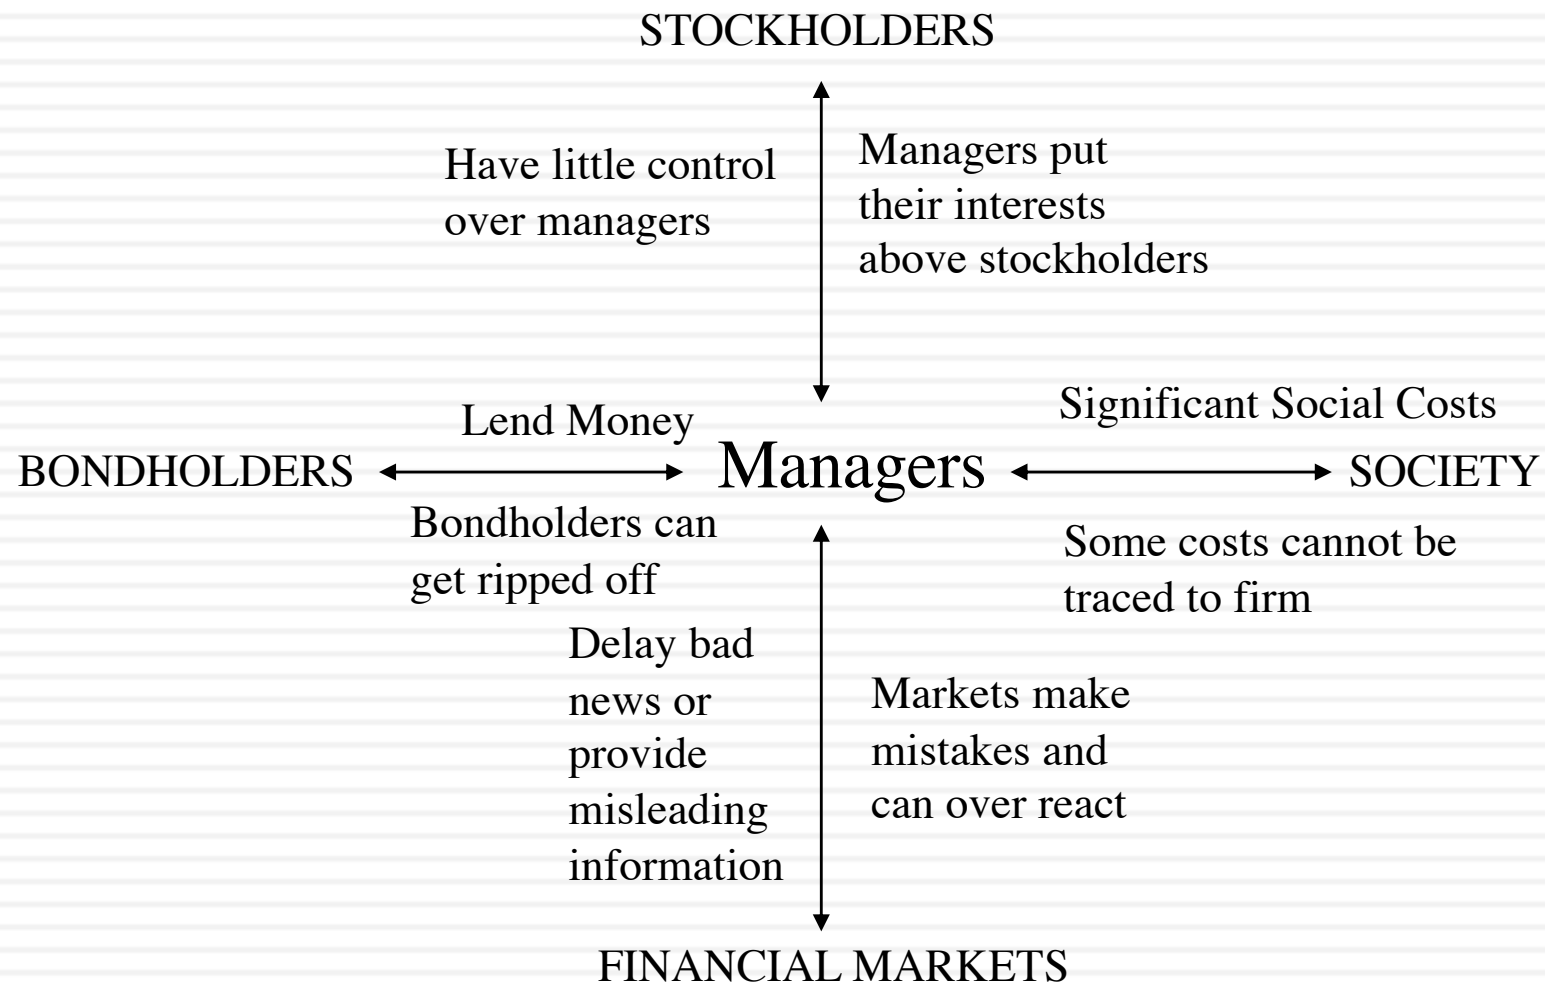 STOCKHOLDERS
Have little control
over managers
Managers put
their interests
above stockholders
Lend Money
Significant Social Costs
BONDHOLDERS
Managers
SOCIETY
Bondholders can
get ripped off
Some costs cannot be
traced to firm
Delay bad
news or
provide
misleading
information
Markets make
mistakes and
can over react
FINANCIAL MARKETS